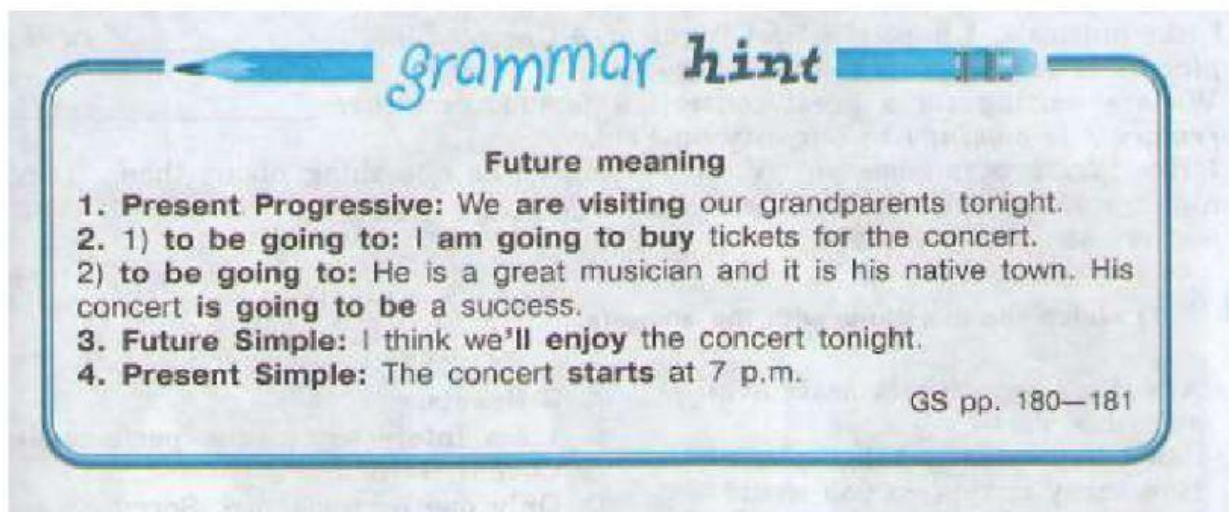 grammar hint
Future meaning
1. Present Progressive: We are visiting our grandparents tonight.
2. 1) to be going to: I am going to buy tickets for the concert.
2) to be going to: He is a great musician and it is his native town. His
concert is going to be a success.
3. Future Simple: I think we'll enjoy the concert tonight.
4. Present Simple: The concert starts at 7 p.m.
GS pp. 180—181